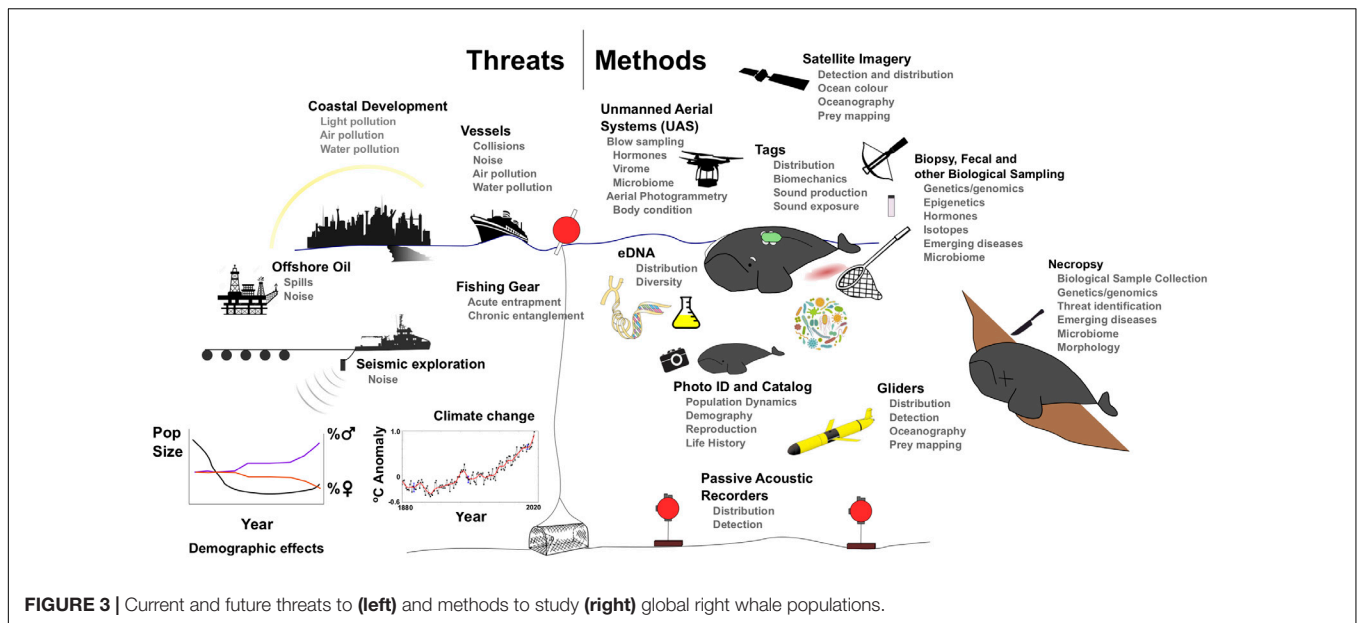 Threats
Methods
Coastal Development
Light pollution
Air pollution
Water pollution
Vessels
Collisions
Noise
Air pollution
Water pollution
Offshore Oil
Spills
Noise
Fishing Gear
Acute entrapment
Chronic entanglement
Seismic exploration
Noise
Pop
Size
%♂
%♀
Year
Demographic effects
Climate change
ºC Anomaly
1.0
0
-0.6
1880
2020
Year
Unmanned Aerial
Systems (UAS)
Blow sampling
Hormones
Virome
Microbiome
Aerial Photogrammetry
Body condition
Satellite Imagery
Detection and distribution
Ocean colour
Oceanography
Prey mapping
Tags
Distribution
Biomechanics
Sound production
Sound exposure
Biopsy, Fecal and
other Biological Sampling
Genetics/genomics
Epigenetics
Hormones
Isotopes
Emerging diseases
Microbiome
eDNA
Distribution
Diversity
Necropsy
Biological Sample Collection
Genetics/genomics
Threat identification
Emerging diseases
Microbiome
Morphology
Photo ID and Catalog
Population Dynamics
Demography
Reproduction
Life History
Gliders
Distribution
Detection
Oceanography
Prey mapping
Passive Acoustic
Recorders
Distribution
Detection
FIGURE 3 | Current and future threats to (left) and methods to study (right) global right whale populations.